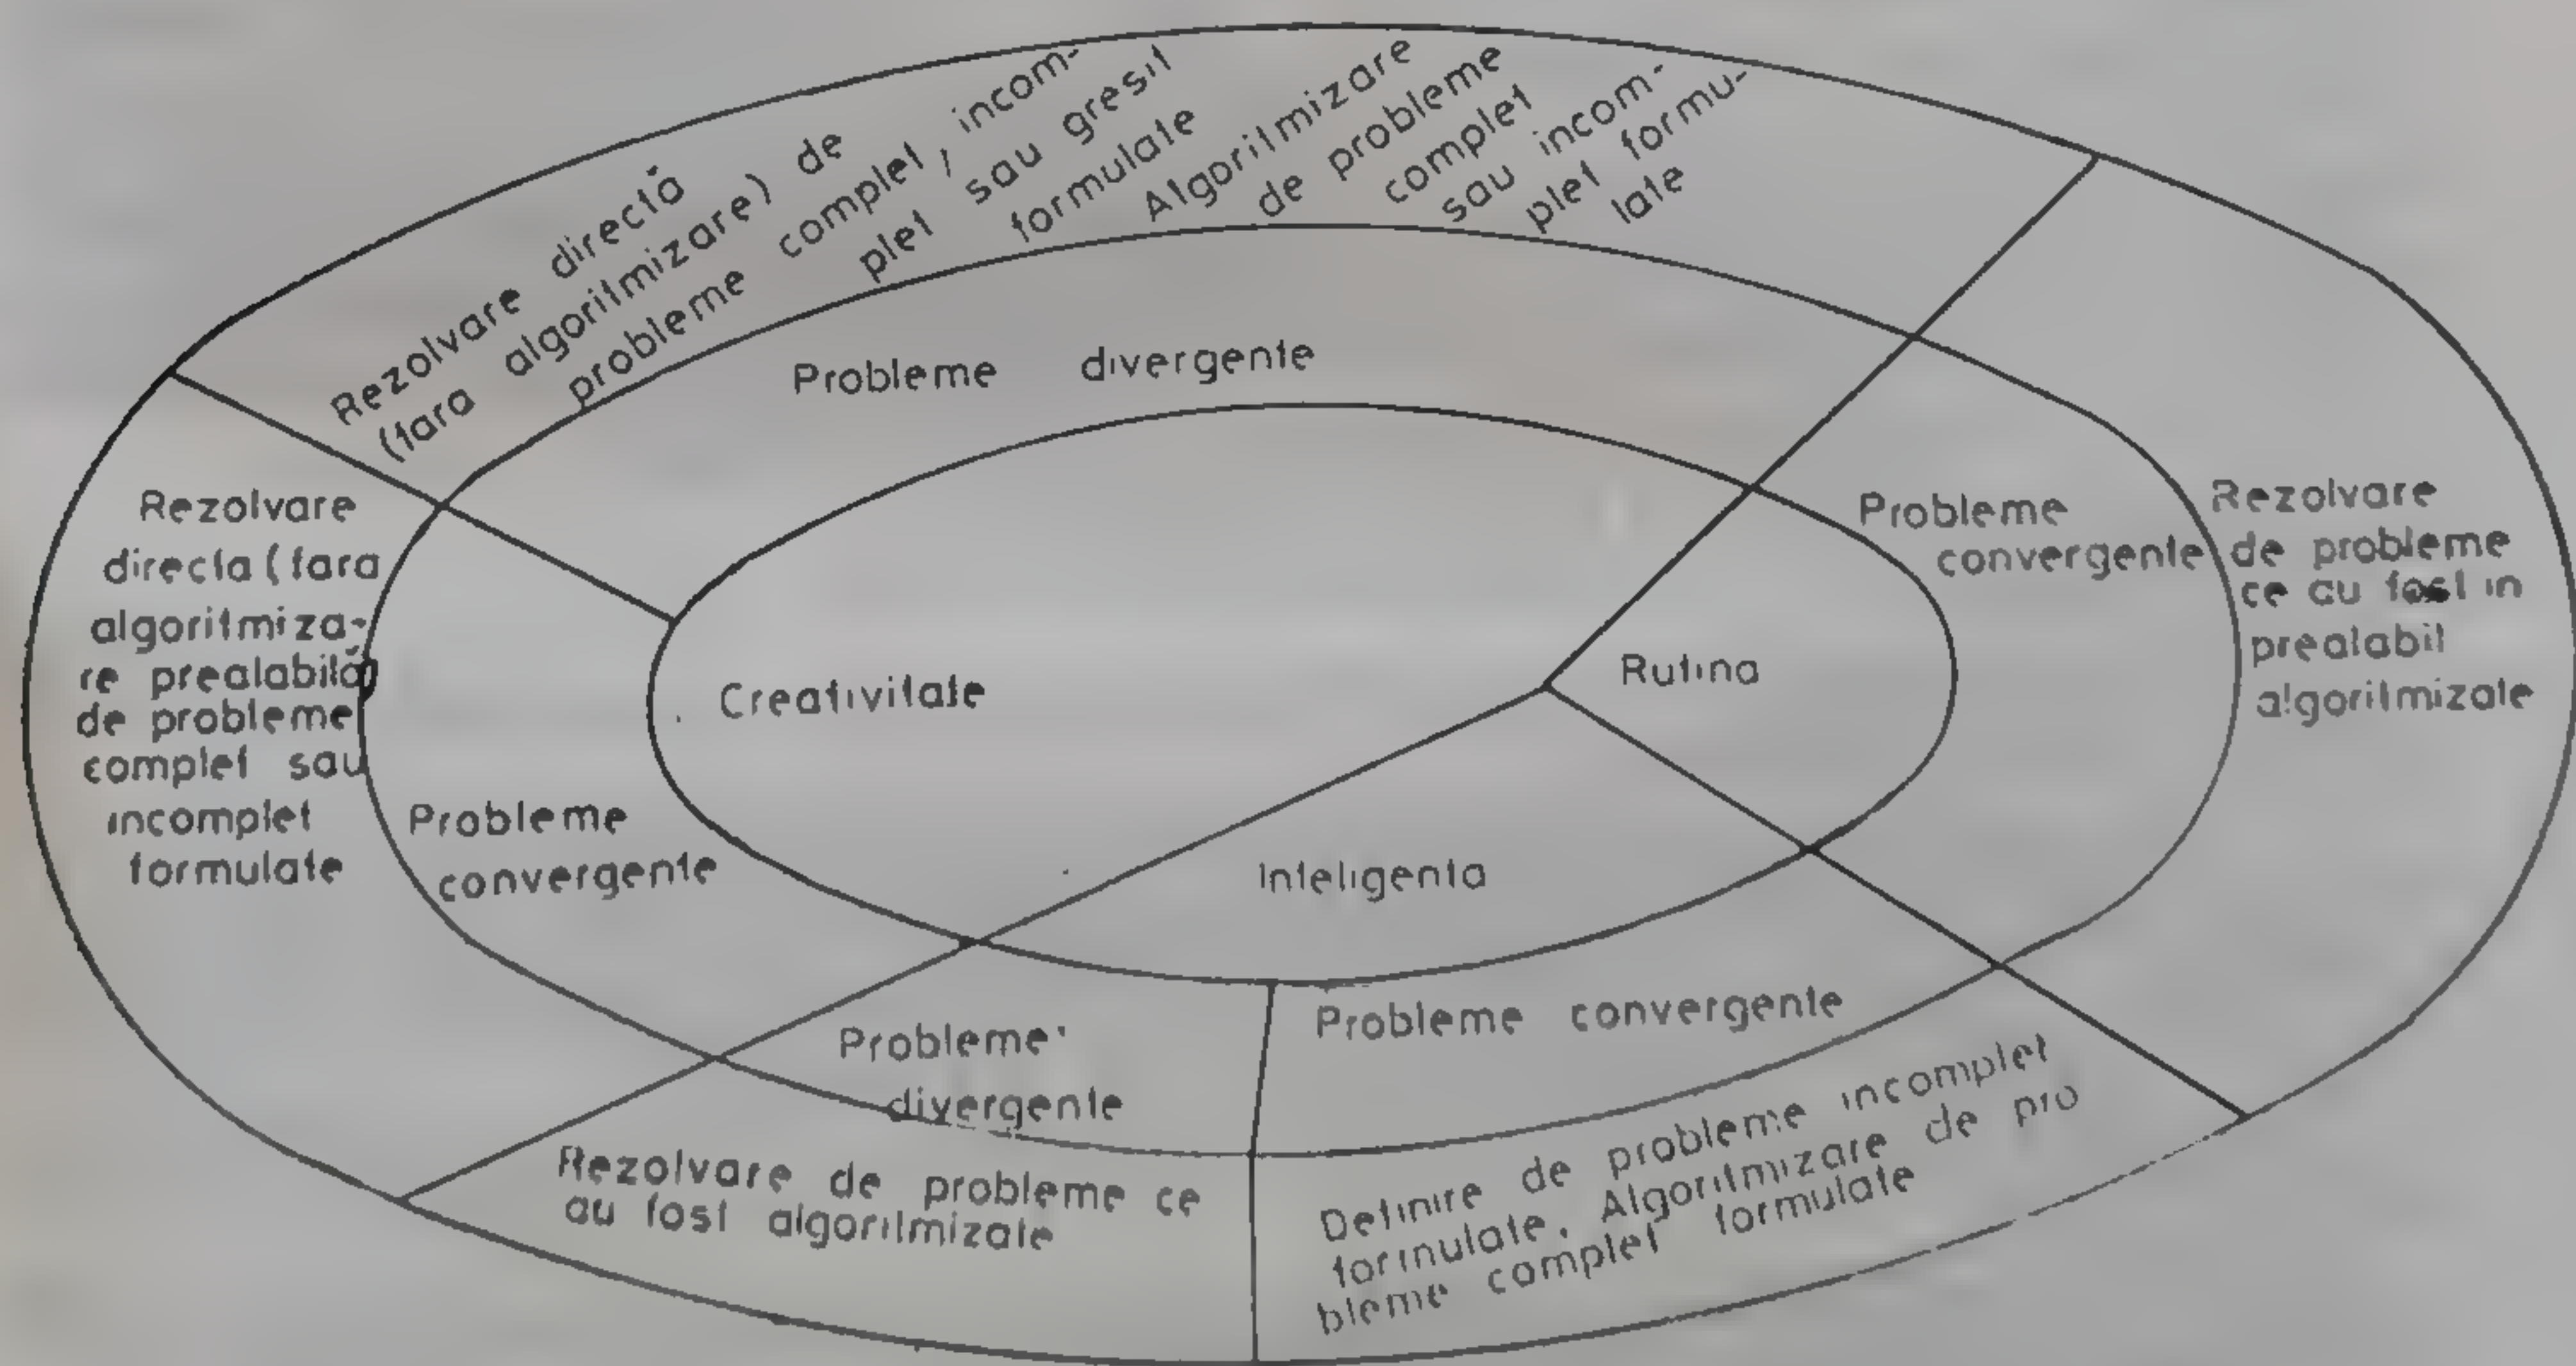 Rezolvare directă
(fara algoritmizare) de
probleme complet, incom-
plet sau gresit
formulate
Algoritmizare
de probleme
complet
sau incom-
plet formu-
late
Probleme divergente
Rezolvare
directa (fara
algoritmiza-
re prealabilă)
de probleme
complet sau
incomplet
formulate
Probleme
convergente
Creativitate
Rutina
Inteligenta
Probleme
convergente
Rezolvare
de probleme
ce au fost in
prealabil
algoritmizate
Probleme
divergente
Probleme convergente
Rezolvare de probleme ce
au fost algoritmizate
Definire de probleme incomplet
formulate. Algoritmizare de pro
bleme complet formulate